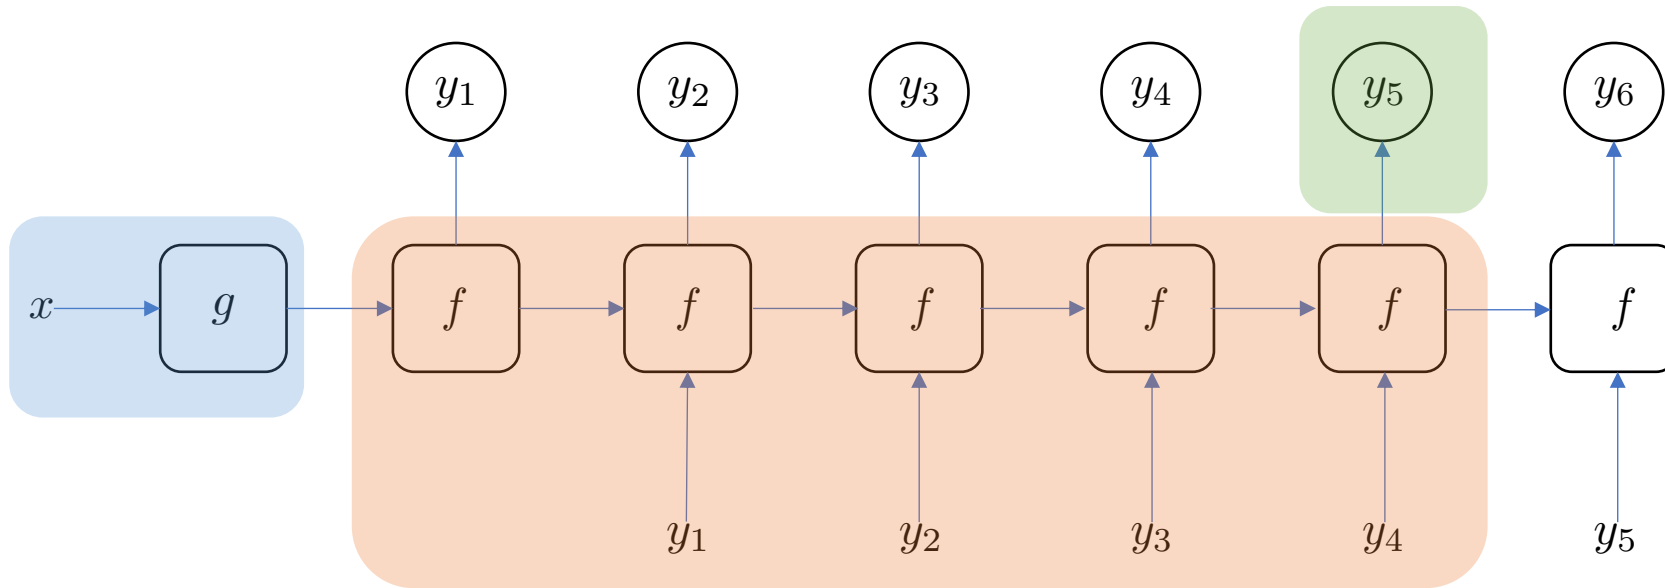 y₁ y₂ y₃ y₄ y₅ y₆
x g f f f f f f
y₁ y₂ y₃ y₄ y₅